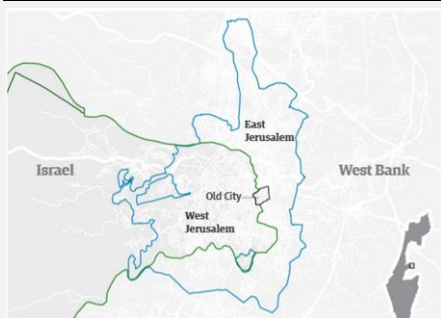 East
Jerusalem
Israel
West Bank
Old City
West
Jerusalem